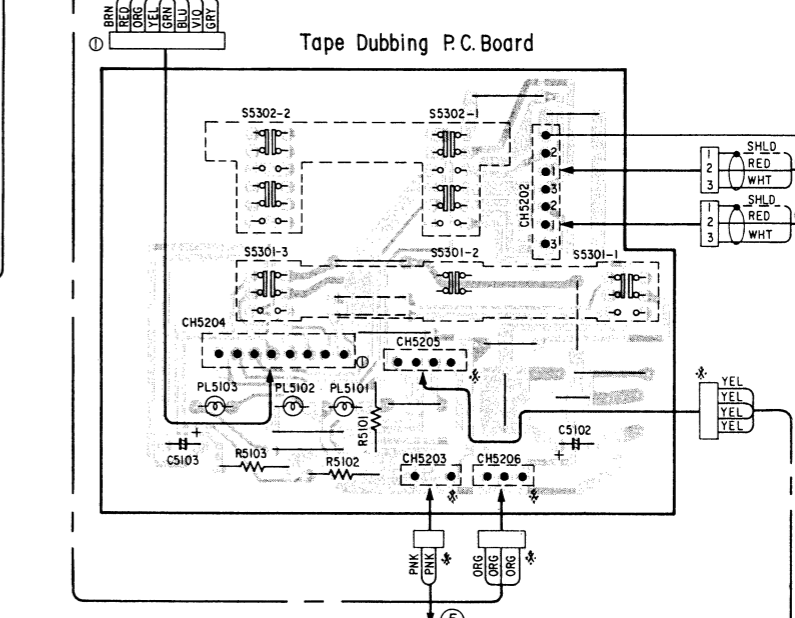 BRN RED ORG YEL GRN BLU VIO GRY
①
Tape Dubbing P.C. Board
S5302-2
S5302-1
2
1
3
2
1
3
CH5202
1
2
3
SHLD
RED
WHT
1
2
3
SHLD
RED
WHT
S5301-3
S5301-2
S5301-1
CH5204
①
CH5205
PL5103
PL5102
PL5101
R5101
YEL
YEL
YEL
YEL
+
C5103
R5103
R5102
CH5203
CH5206
C5102
+
PNK
PNK
ORG
ORG
ORG